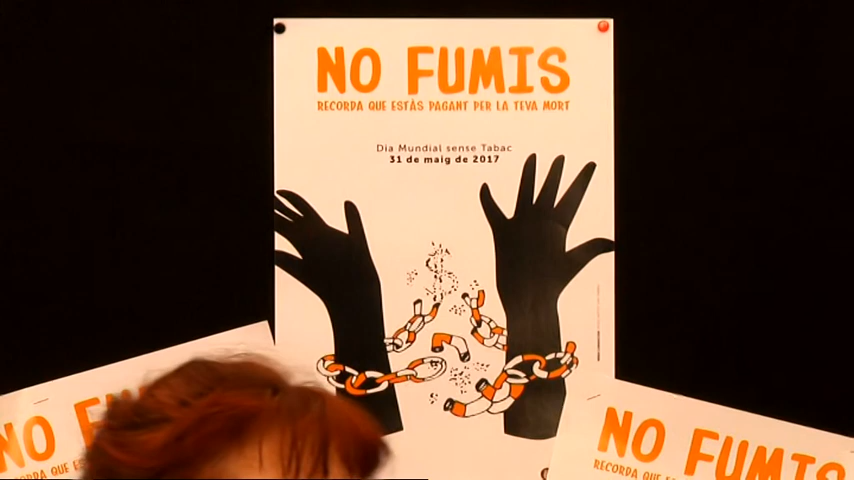 NO FUMIS
RECORDA QUE ESTÀS PAGANT PER LA TEVA MORT
Dia Mundial sense Tabac
31 de maig de 2017
NO
RECORDA QUE
NO FUMIS
RECORDA QUE